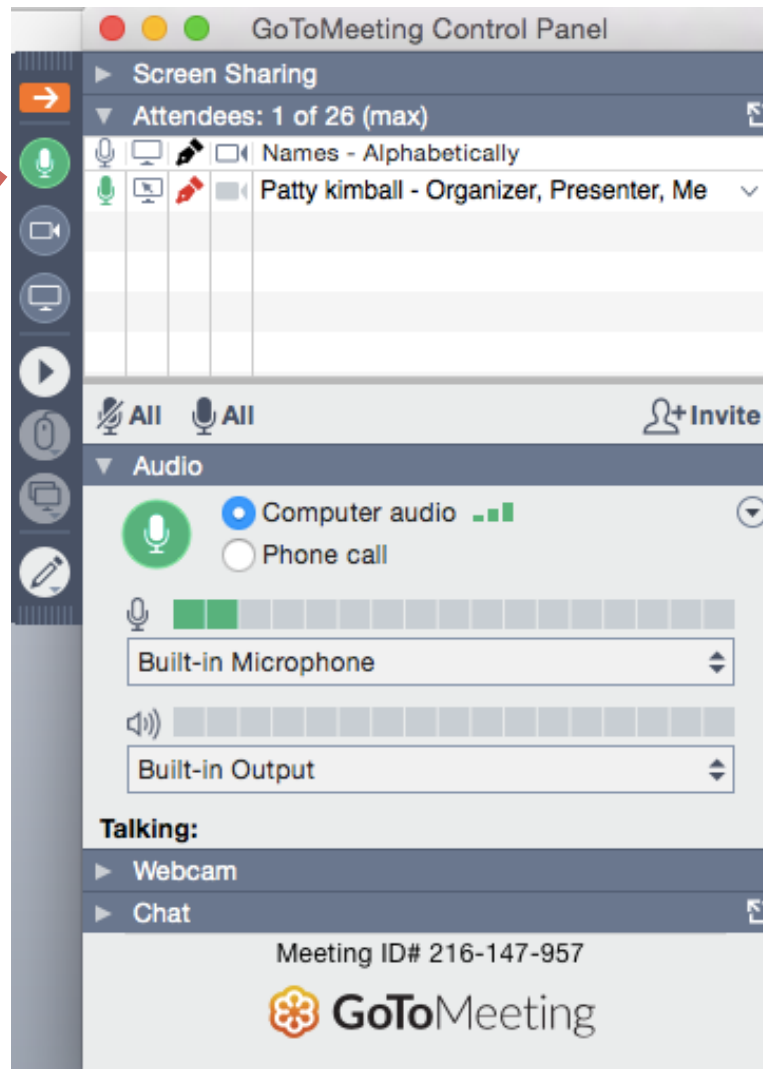 GoToMeeting Control Panel
Screen Sharing
Attendees: 1 of 26 (max)
Names - Alphabetically
Patty kimball - Organizer, Presenter, Me
All All Invite
Audio
Computer audio
Phone call
Built-in Microphone
Built-in Output
Talking:
Webcam
Chat
Meeting ID# 216-147-957
GoToMeeting